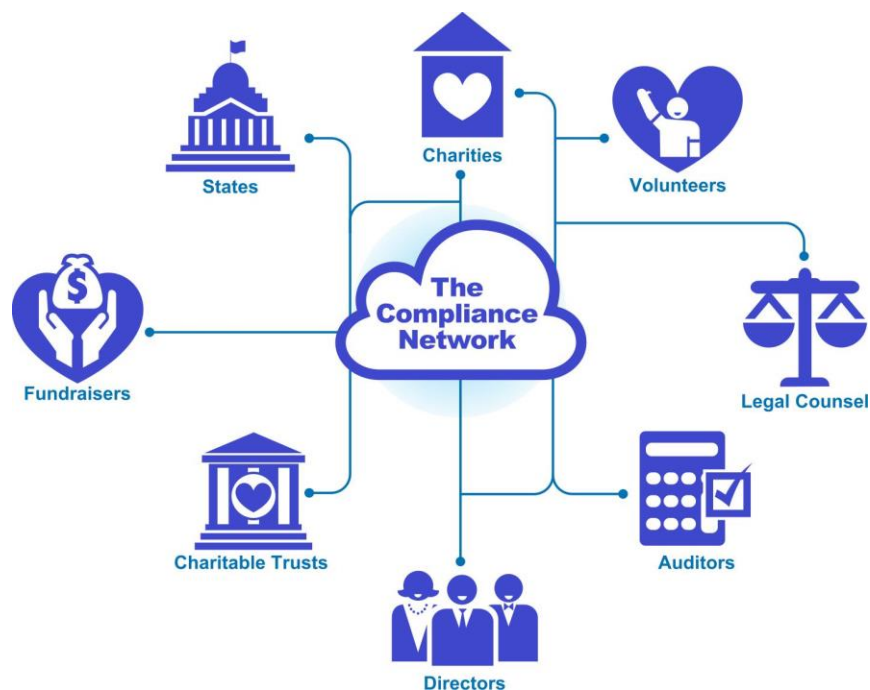 States
Charities
Volunteers
The
Compliance
Network
$
Fundraisers
Legal Counsel
Charitable Trusts
Auditors
Directors